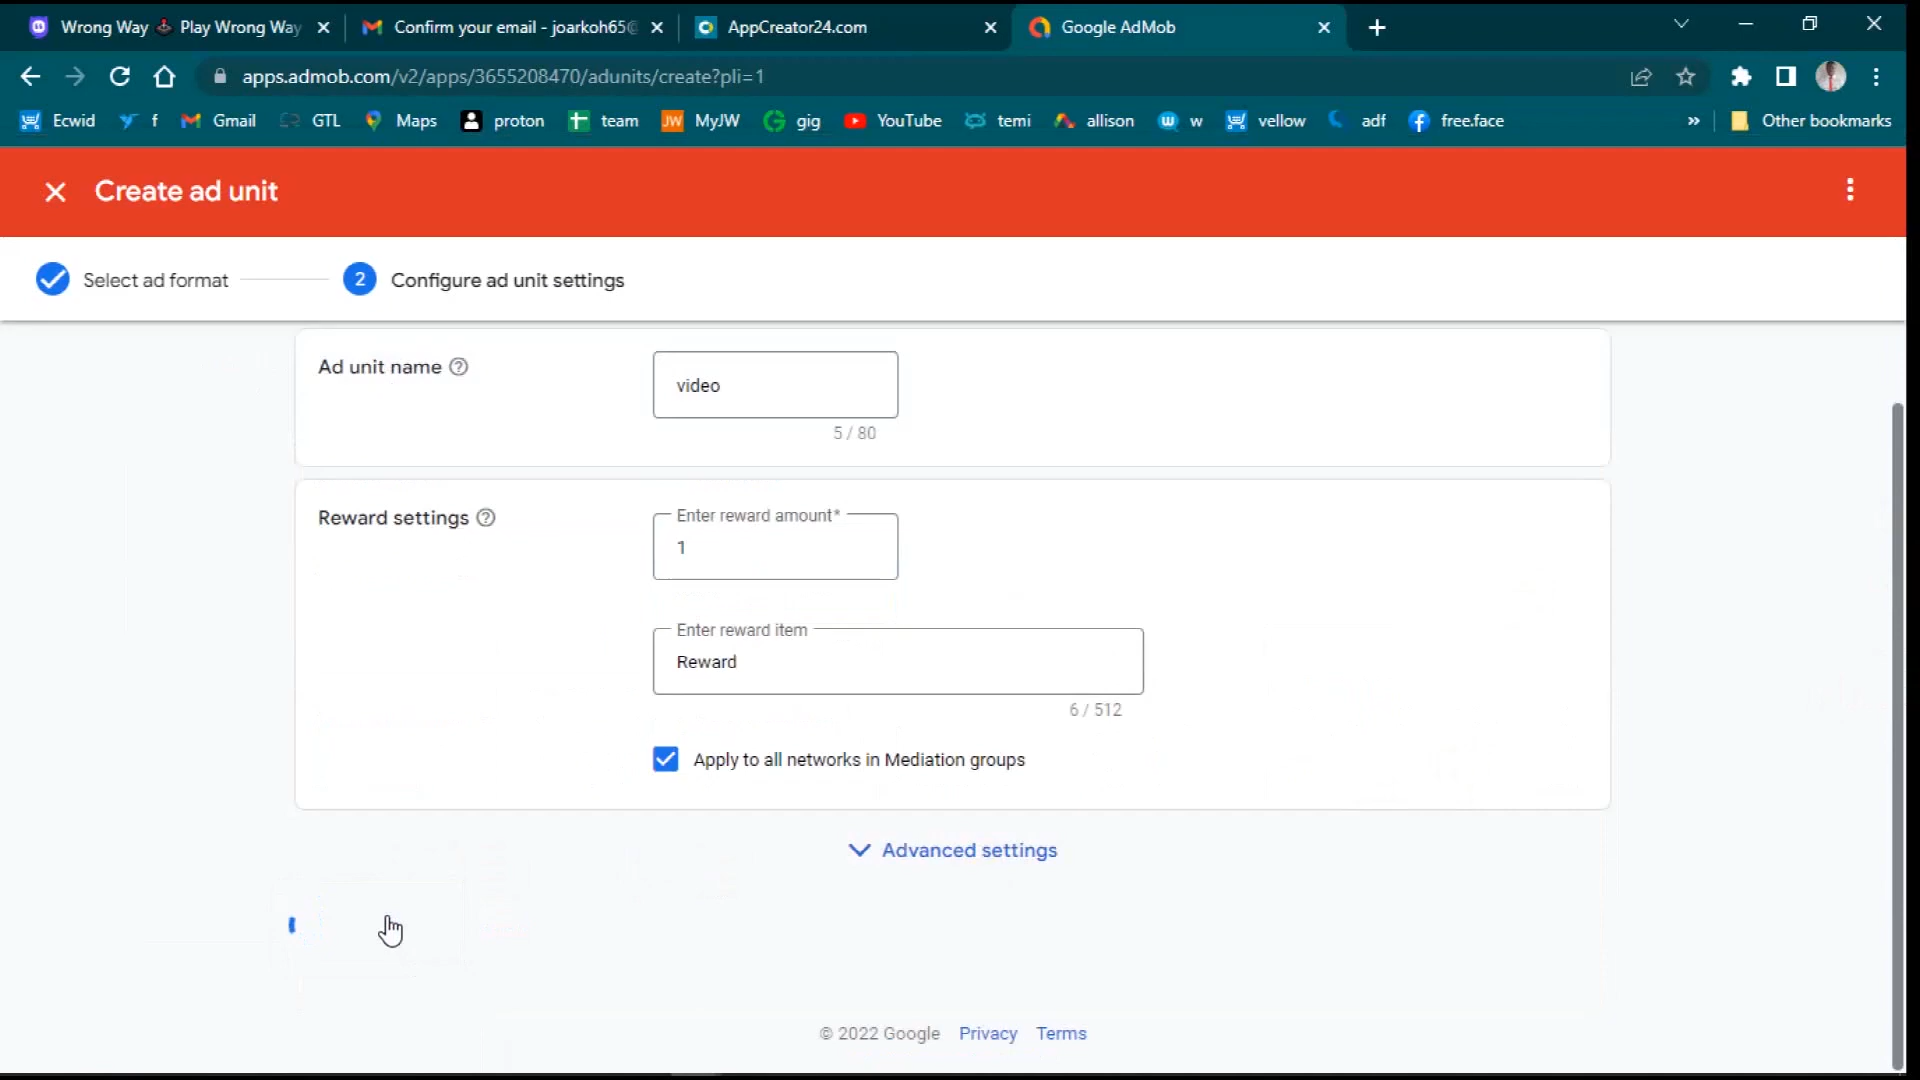 Wrong Way 🕹 Play Wrong Way
Confirm your email - joarkoh65@
AppCreator24.com
Google AdMob
apps.admob.com/v2/apps/3655208470/adunits/create?pli=1
Ecwid
f
Gmail
GTL
Maps
proton
team
MyJW
gig
YouTube
temi
allison
w
vellow
adf
free.face
»
Other bookmarks
Create ad unit
Select ad format
2
Configure ad unit settings
Ad unit name
video
5 / 80
Reward settings
Enter reward amount*
1
Enter reward item
Reward
6 / 512
Apply to all networks in Mediation groups
Advanced settings
© 2022 Google Privacy Terms